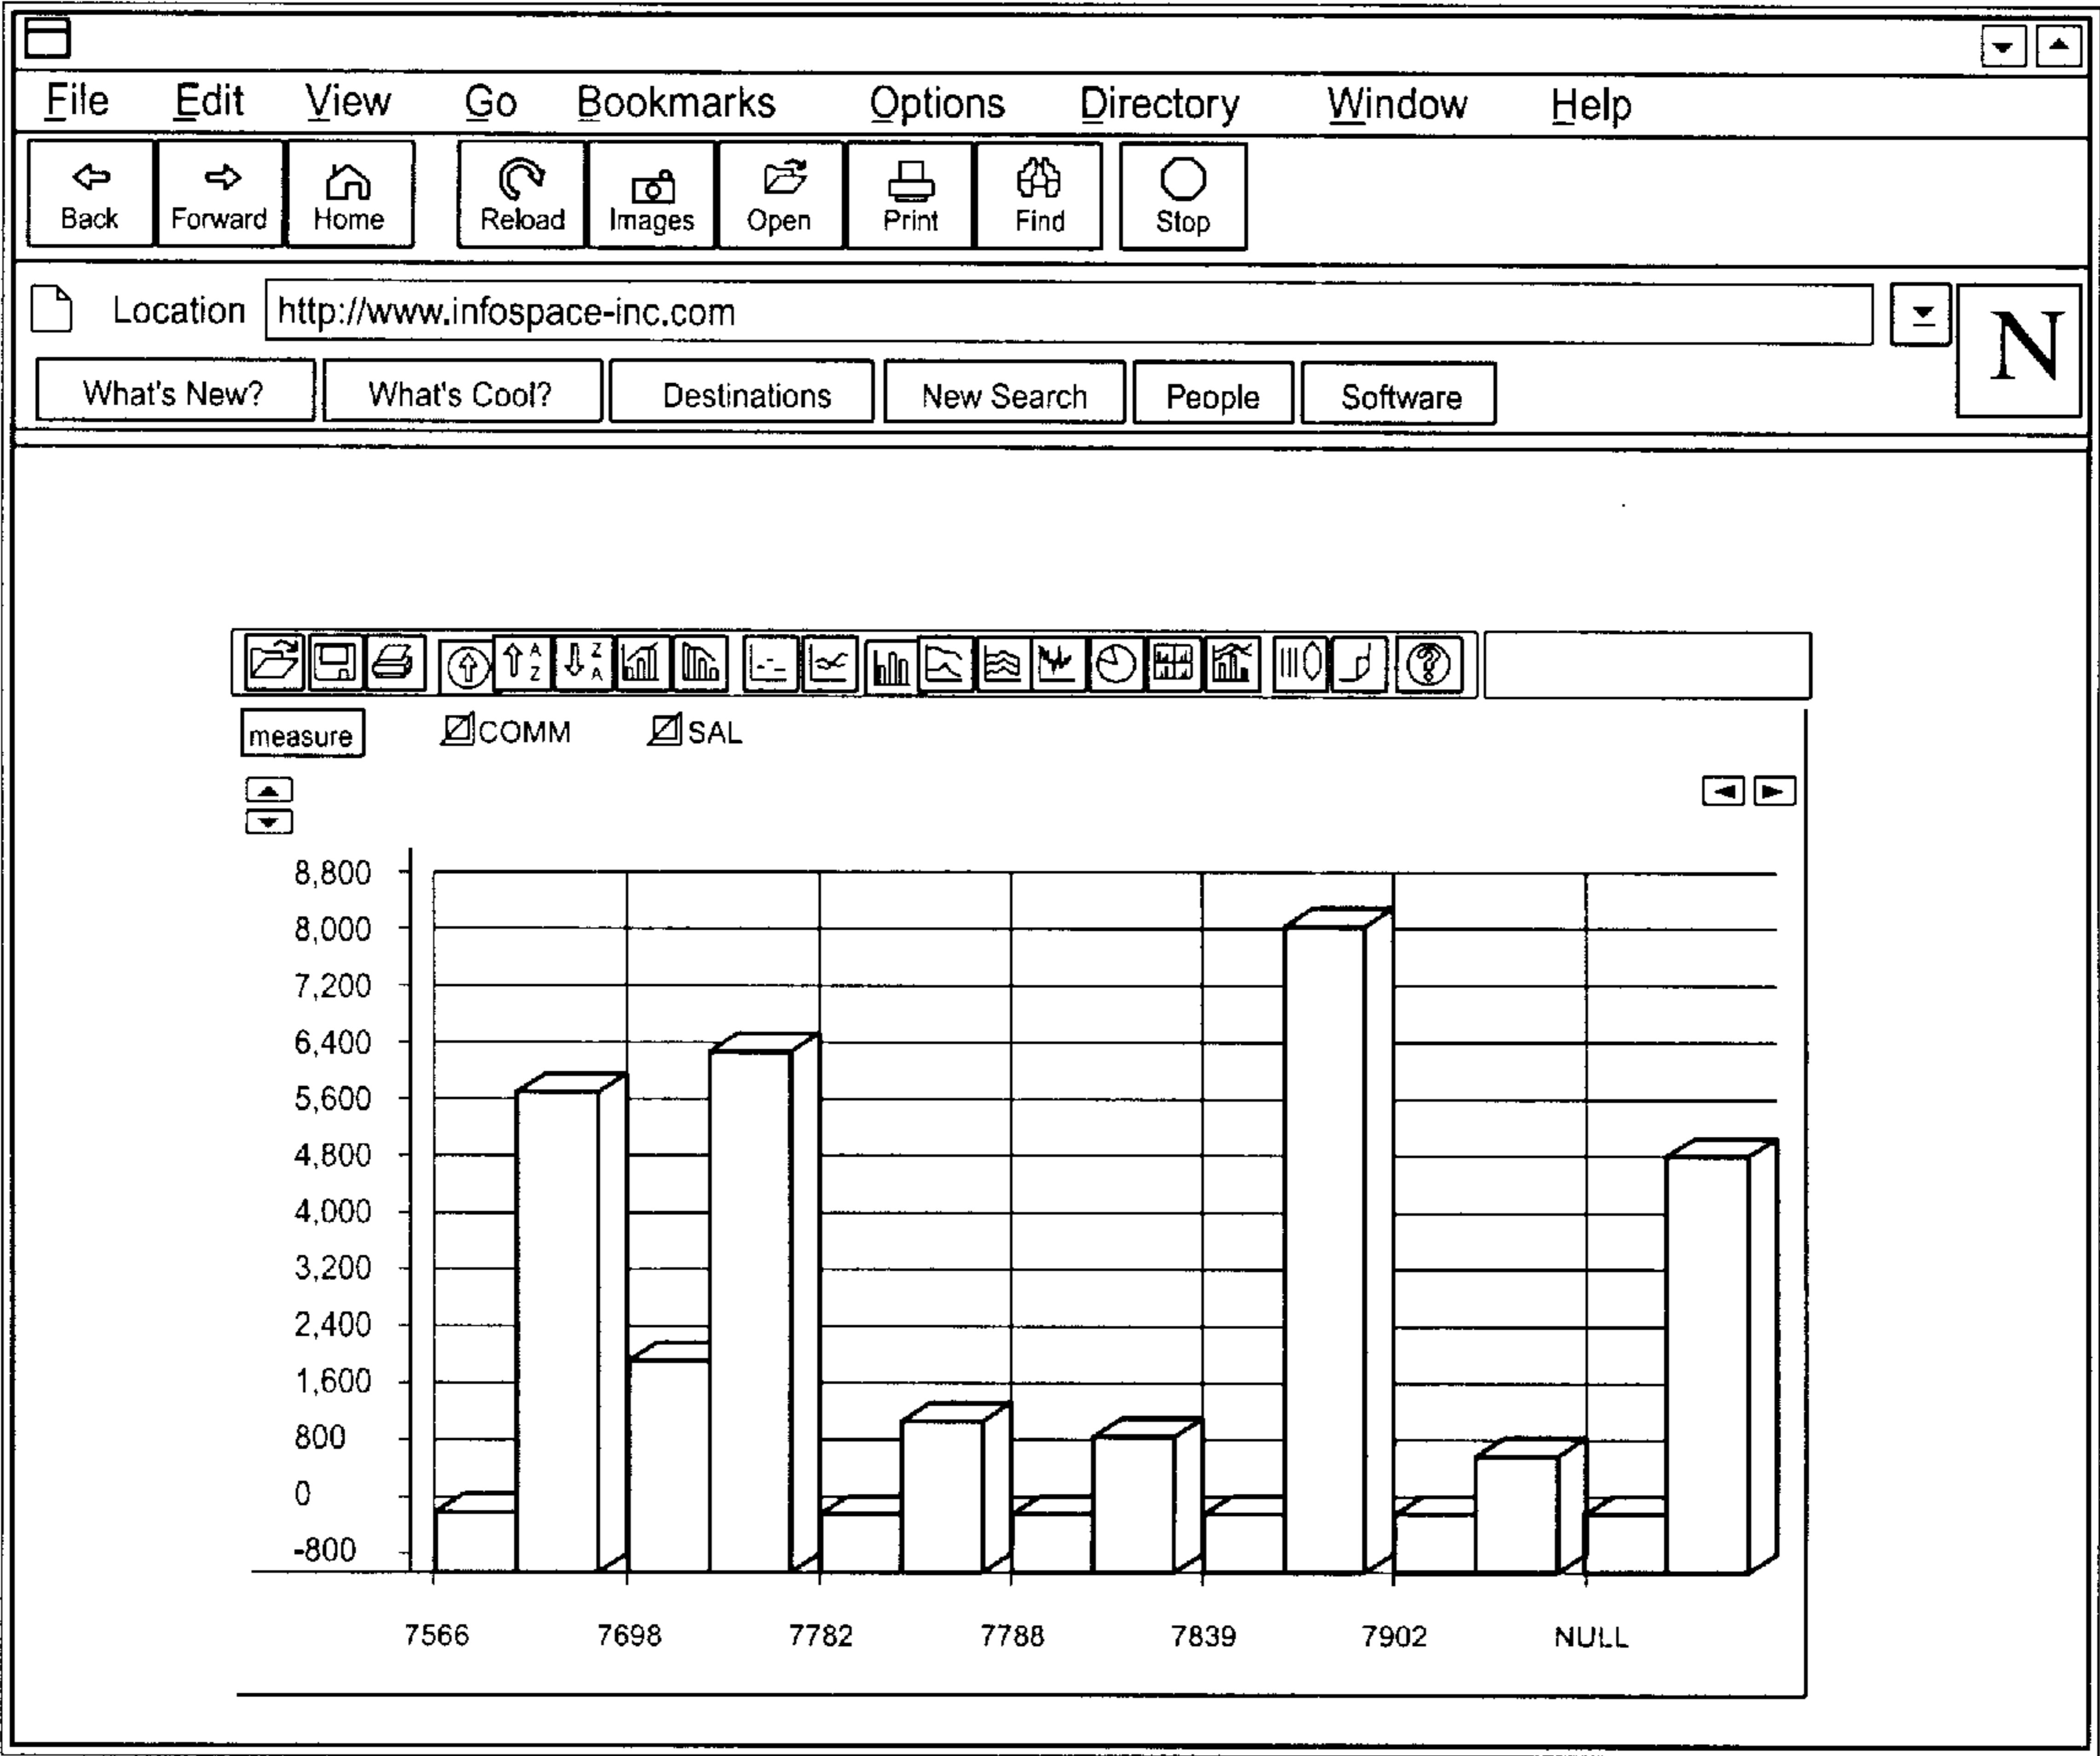 File Edit View Go Bookmarks Options Directory Window Help
Back Forward Home Reload Images Open Print Find Stop
Location http://www.infospace-inc.com
N
What's New? What's Cool? Destinations New Search People Software
A Z Z A
measure COMM SAL
8,800
8,000
7,200
6,400
5,600
4,800
4,000
3,200
2,400
1,600
800
0
-800
7566 7698 7782 7788 7839 7902 NULL